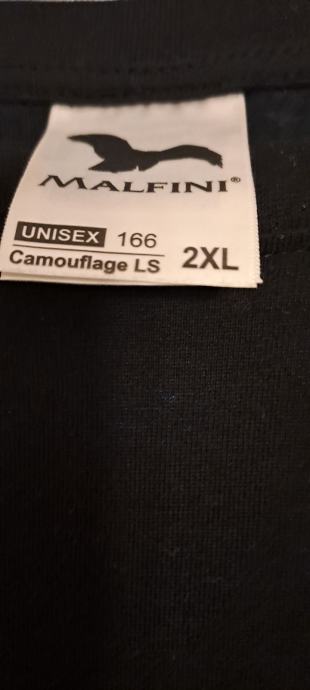 MALFINI®
UNISEX 166
Camouflage LS 2XL